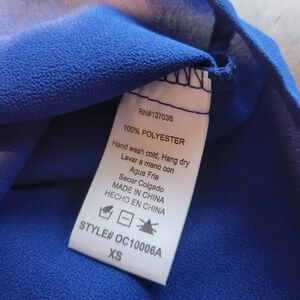 RN#137036
100% POLYESTER
Hand wash cold, Hang dry
Lavar a mano con
Agua Fria
Secar Colgado
MADE IN CHINA
HECHO EN CHINA
STYLE# OC10006A
XS